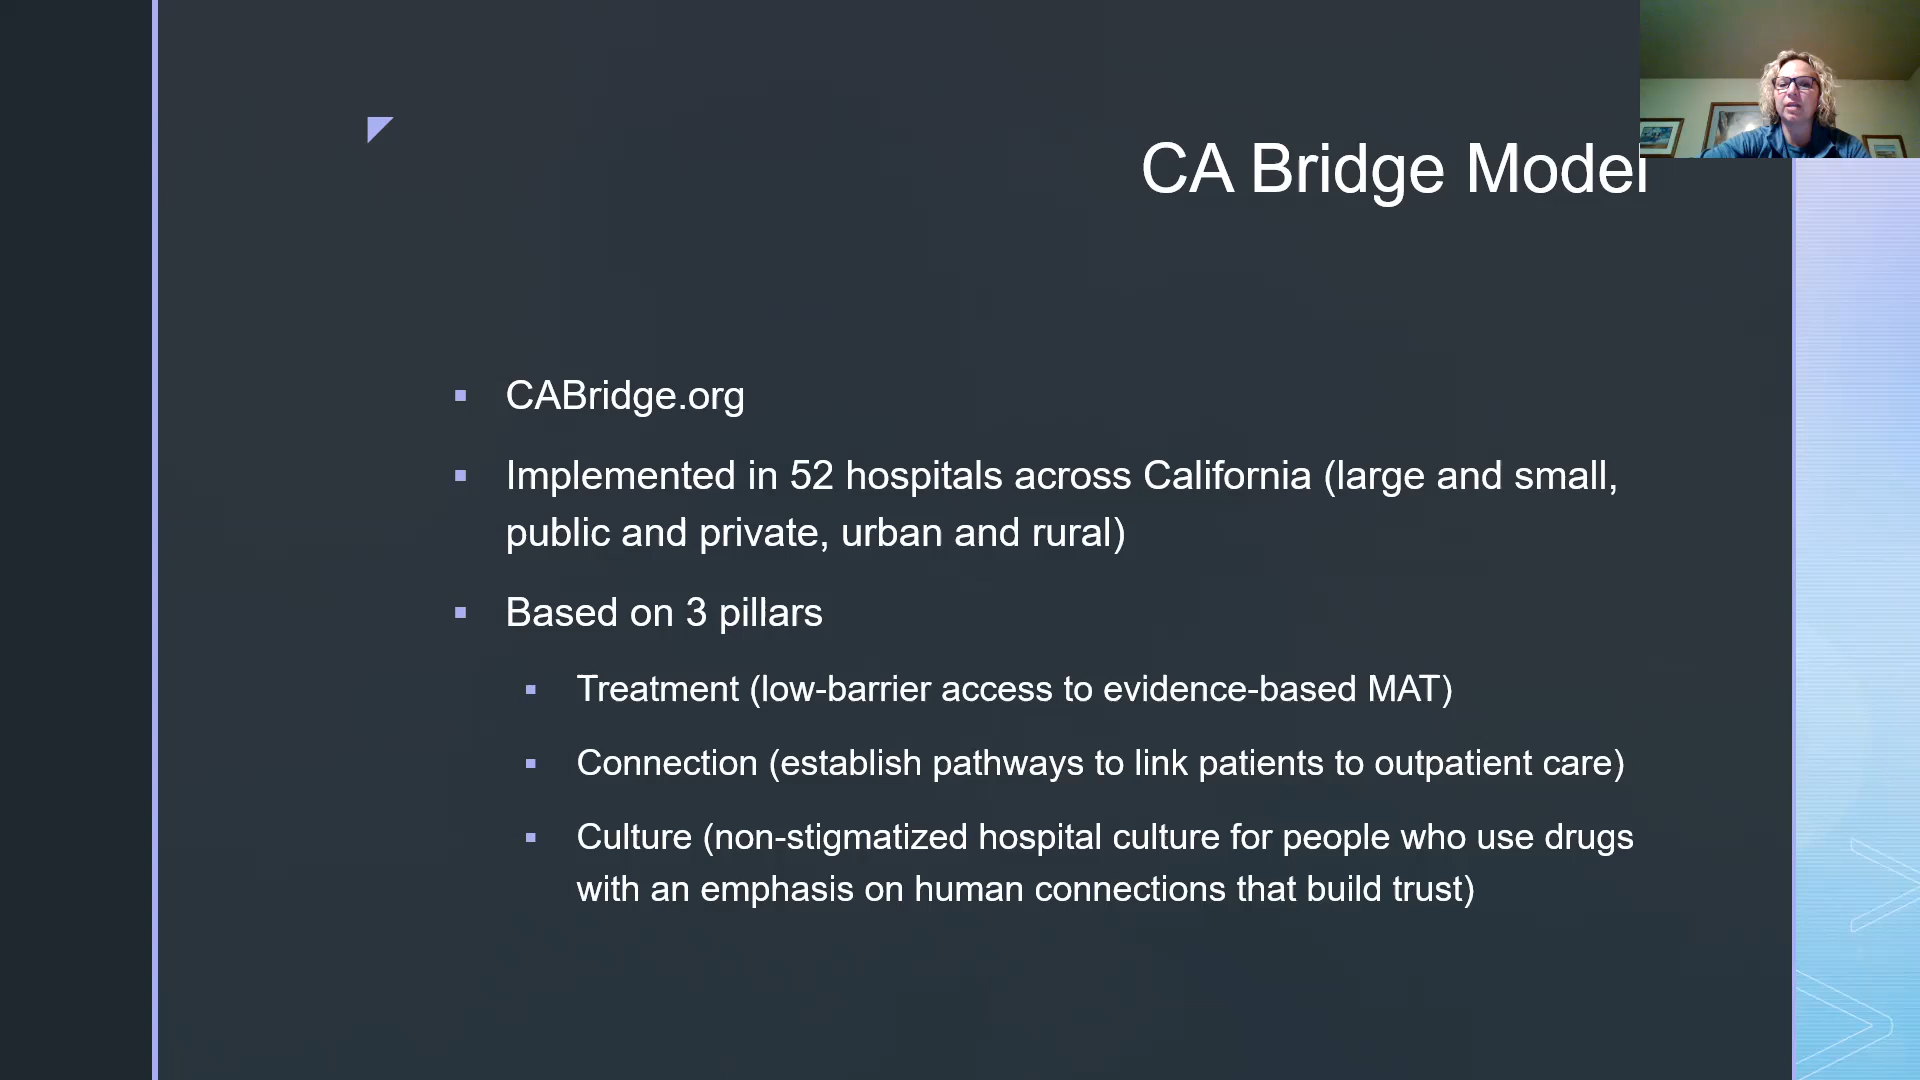 CA Bridge Model
CABridge.org
Implemented in 52 hospitals across California (large and small,
public and private, urban and rural)
Based on 3 pillars
Treatment (low-barrier access to evidence-based MAT)
Connection (establish pathways to link patients to outpatient care)
Culture (non-stigmatized hospital culture for people who use drugs
with an emphasis on human connections that build trust)